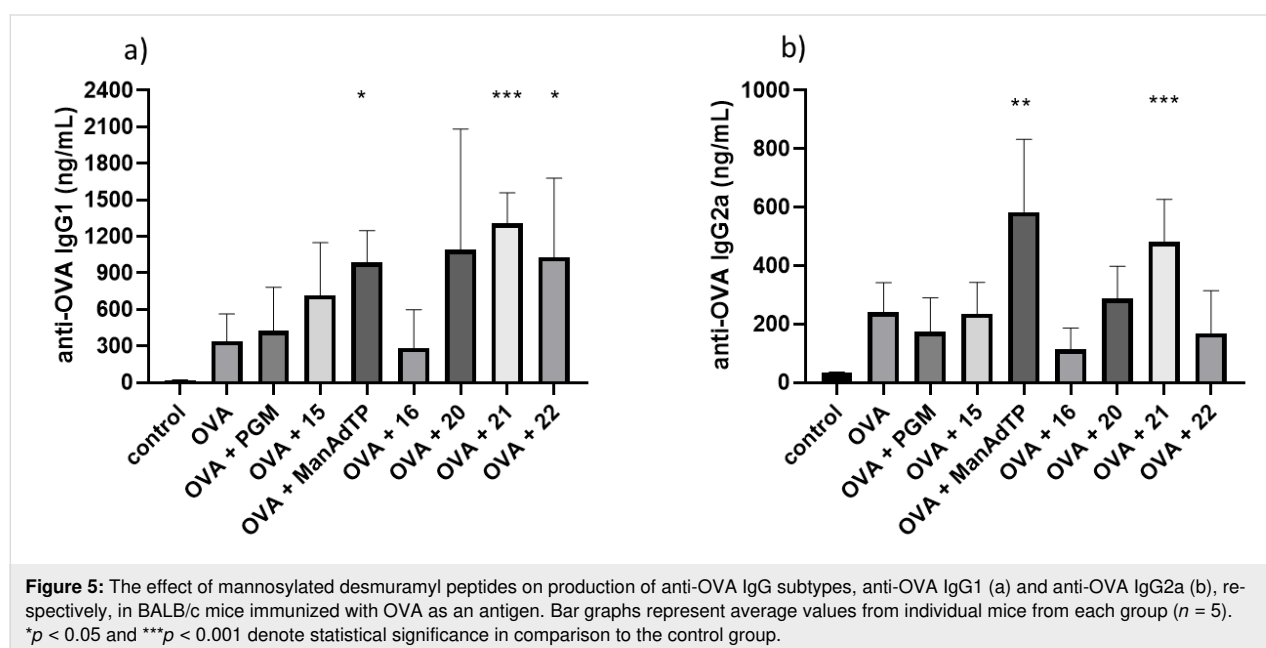 a)
anti-OVA IgG1 (ng/mL)
2400
2100
1800
1500
1200
900
600
300
0
*
***
*
control
OVA
OVA + PGM
OVA + 15
OVA + ManAdTP
OVA + 16
OVA + 20
OVA + 21
OVA + 22
b)
anti-OVA IgG2a (ng/mL)
1000
800
600
400
200
0
**
***
control
OVA
OVA + PGM
OVA + 15
OVA + ManAdTP
OVA + 16
OVA + 20
OVA + 21
OVA + 22
Figure 5: The effect of mannosylated desmuramyl peptides on production of anti-OVA IgG subtypes, anti-OVA IgG1 (a) and anti-OVA IgG2a (b), re-
spectively, in BALB/c mice immunized with OVA as an antigen. Bar graphs represent average values from individual mice from each group (n = 5).
*p < 0.05 and ***p < 0.001 denote statistical significance in comparison to the control group.